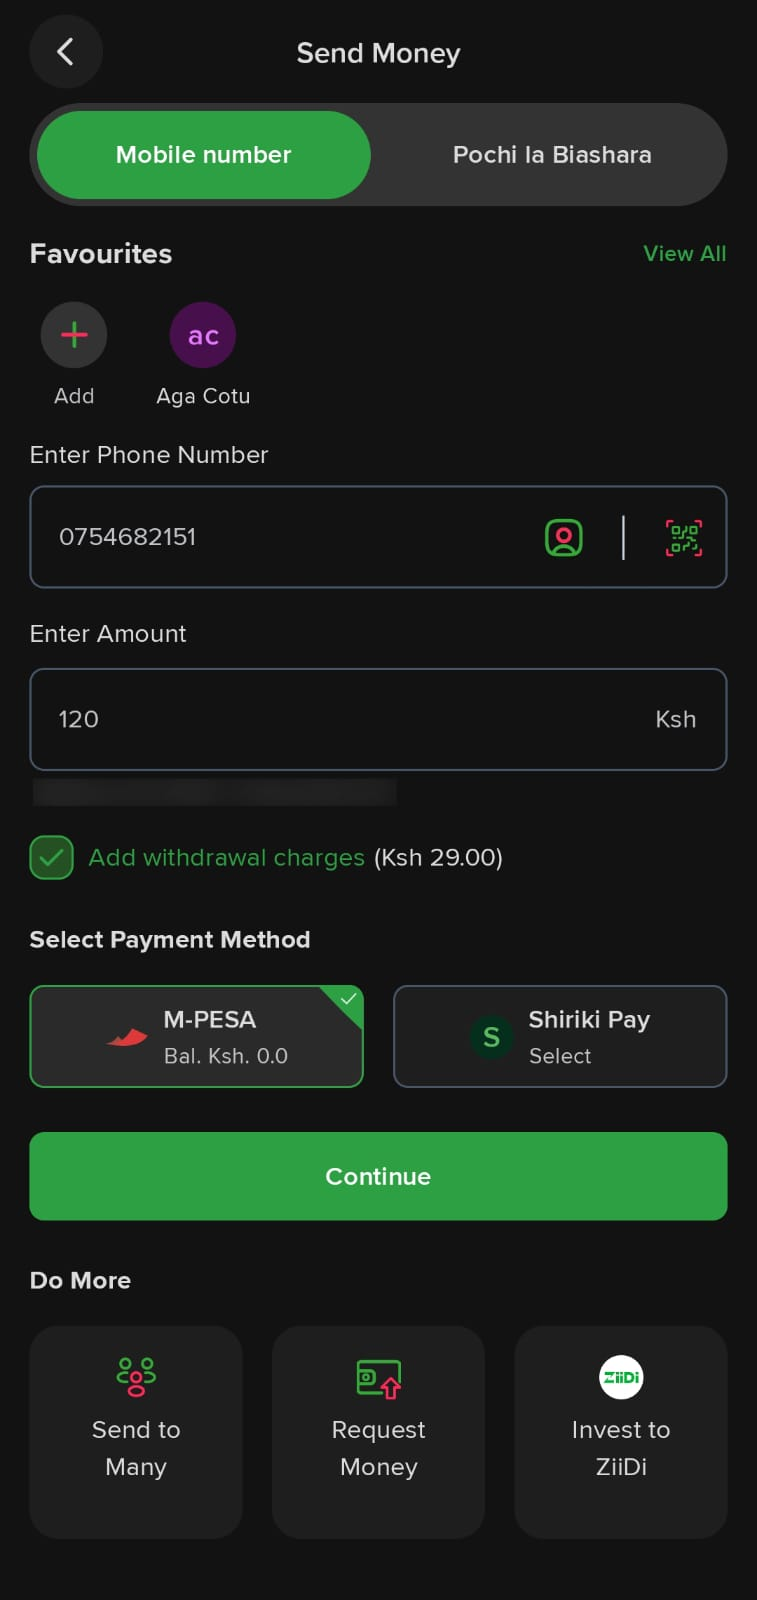 Send Money
Mobile number
Pochi la Biashara
Favourites
View All
Add
ac
Aga Cotu
Enter Phone Number
0754682151
Enter Amount
120
Ksh
Add withdrawal charges (Ksh 29.00)
Select Payment Method
M-PESA
Bal. Ksh. 0.0
S
Shiriki Pay
Select
Continue
Do More
Send to
Many
Request
Money
ZiiDi
Invest to
ZiiDi